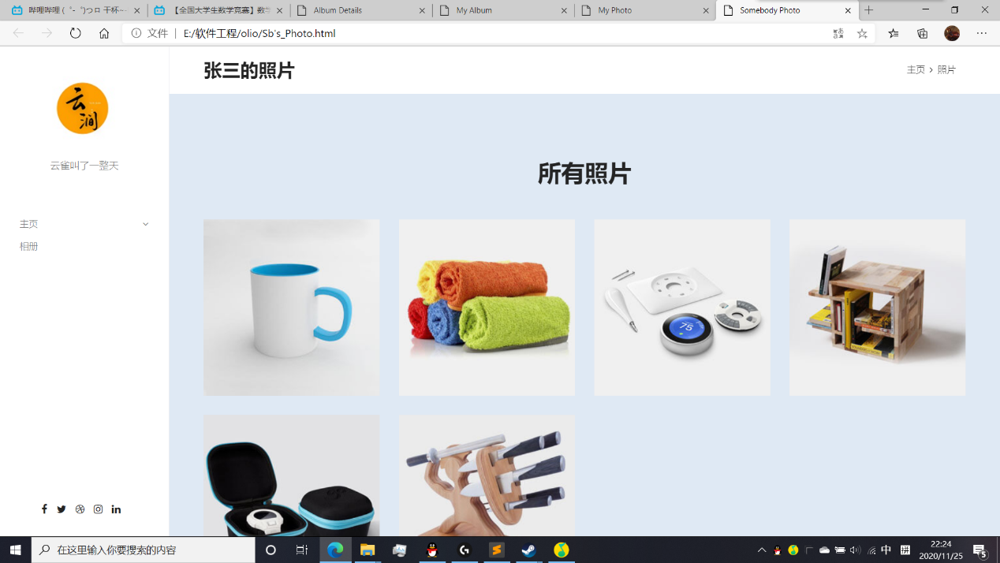 哔哩哔哩 (゜-゜)つロ 干杯~-
【全国大学生数学竞赛】数学
Album Details
My Album
My Photo
Somebody Photo
文件
E:/软件工程/olio/Sb's_Photo.html
张三的照片
主页 > 照片
云涧
云雀叫了一整天
主页
相册
所有照片
75
在这里输入你要搜索的内容
中
拼
22:24
2020/11/25
5